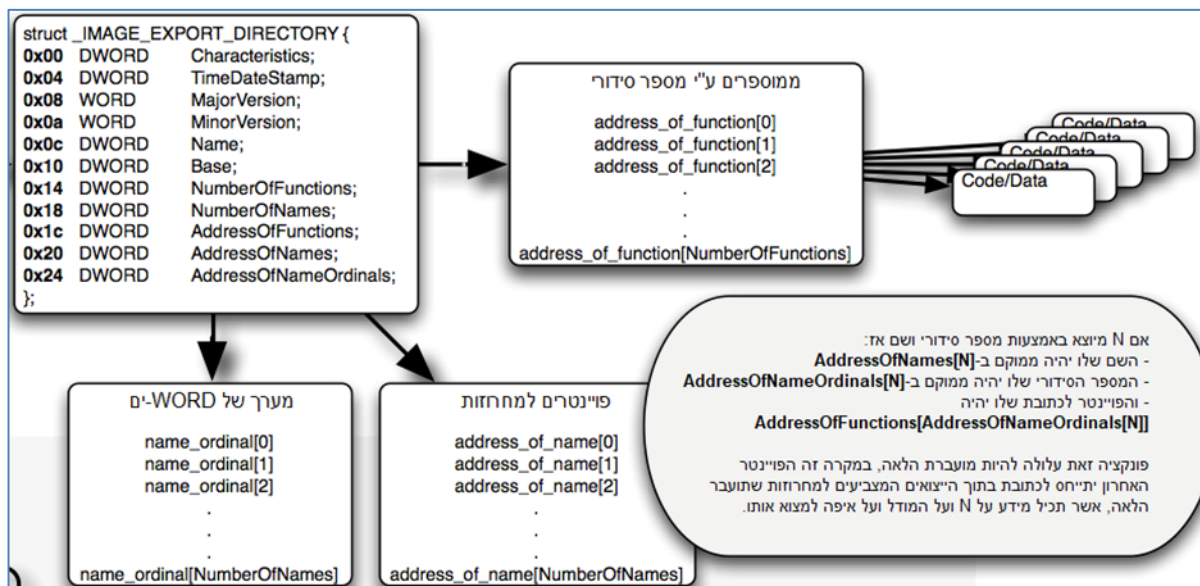 struct _IMAGE_EXPORT_DIRECTORY {
0x00 DWORD Characteristics;
0x04 DWORD TimeDateStamp;
0x08 WORD MajorVersion;
0x0a WORD MinorVersion;
0x0c DWORD Name;
0x10 DWORD Base;
0x14 DWORD NumberOfFunctions;
0x18 DWORD NumberOfNames;
0x1c DWORD AddressOfFunctions;
0x20 DWORD AddressOfNames;
0x24 DWORD AddressOfNameOrdinals;
};
ממוספרים ע"י מספר סידורי
address_of_function[0]
address_of_function[1]
address_of_function[2]
.
.
.
address_of_function[NumberOfFunctions]
Code/Data
Code/Data
Code/Data
Code/Data
Code/Data
מערך של WORD-ים
name_ordinal[0]
name_ordinal[1]
name_ordinal[2]
.
.
.
name_ordinal[NumberOfNames]
פויינטרים למחרוזות
address_of_name[0]
address_of_name[1]
address_of_name[2]
.
.
.
address_of_name[NumberOfNames]
אם N מיוצא באמצעות מספר סידורי ושם אז:
- השם שלו יהיה ממוקם ב-AddressOfNames[N]
- המספר הסידורי שלו יהיה ממוקם ב-AddressOfNameOrdinals[N]
- והפויינטר לכתובת שלו יהיה
AddressOfFunctions[AddressOfNameOrdinals[N]]
פונקציה זאת עלולה להיות מועברת הלאה, במקרה זה הפויינטר
האחרון יתייחס לכתובת בתוך הייצואים המצביעים למחרוזות שתועבר
הלאה, אשר תכיל מידע על N ועל המודל ועל איפה למצוא אותו.